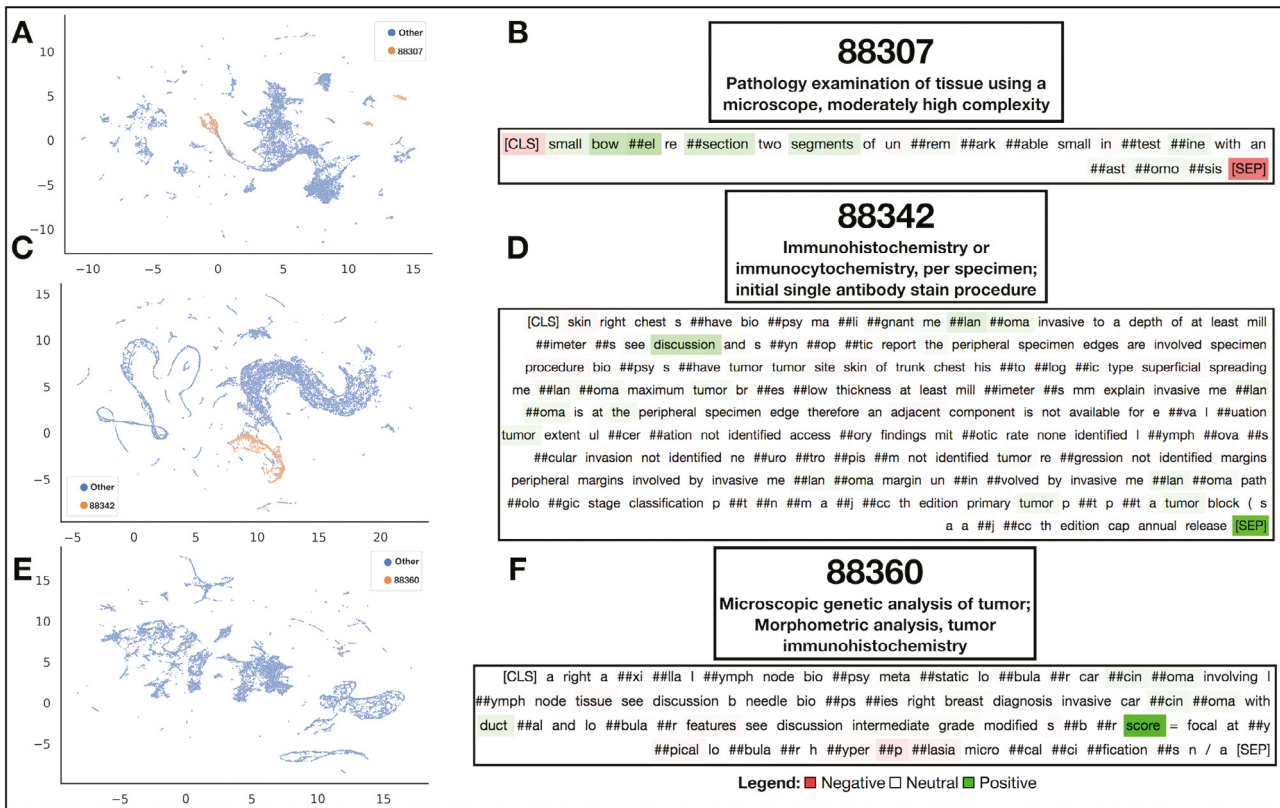 A
Other
88307
10
5
0
−5
−10
−10
−5
0
5
10
15
B
88307
Pathology examination of tissue using a
microscope, moderately high complexity
[CLS] small bow ##el re ##section two segments of un ##rem ##ark ##able small in ##test ##ine with an
##ast ##omo ##sis [SEP]
C
15
10
5
0
−5
Other
88342
−5
0
5
10
15
20
88342
Immunohistochemistry or
immunocytochemistry, per specimen;
initial single antibody stain procedure
D
[CLS] skin right chest s ##have bio ##psy ma ##li ##gnant me ##lan ##oma invasive to a depth of at least mill
##imeter ##s see discussion and s ##yn ##op ##tic report the peripheral specimen edges are involved specimen
procedure bio ##psy s ##have tumor tumor site skin of trunk chest his ##to ##log ##ic type superficial spreading
me ##lan ##oma maximum tumor br ##es ##low thickness at least mill ##imeter ##s mm explain invasive me ##lan
##oma is at the peripheral specimen edge therefore an adjacent component is not available for e ##va l ##uation
tumor extent ul ##cer ##ation not identified access ##ory findings mit ##otic rate none identified l ##ymph ##ova ##s
##cular invasion not identified ne ##uro ##tro ##pis ##m not identified tumor re ##gression not identified margins
peripheral margins involved by invasive me ##lan ##oma margin un ##in ##volved by invasive me ##lan ##oma path
##olo ##gic stage classification p ##t ##n ##m a ##j ##cc th edition primary tumor p ##t p ##t a tumor block ( s
a a ##j ##cc th edition cap annual release [SEP]
E
Other
88360
15
10
5
0
−5
−5
0
5
10
15
F
88360
Microscopic genetic analysis of tumor;
Morphometric analysis, tumor
immunohistochemistry
[CLS] a right a ##xi ##lla l ##ymph node bio ##psy meta ##static lo ##bula ##r car ##cin ##oma involving l
##ymph node tissue see discussion b needle bio ##ps ##ies right breast diagnosis invasive car ##cin ##oma with
duct ##al and lo ##bula ##r features see discussion intermediate grade modified s ##b ##r score = focal at ##y
##pical lo ##bula ##r h ##yper ##p ##lasia micro ##cal ##ci ##fication ##s n / a [SEP]
Legend: Negative Neutral Positive